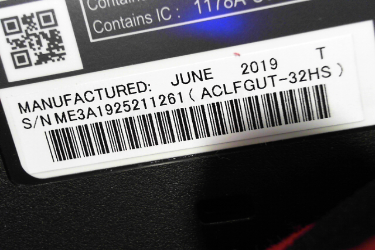 Contains IC : 1178A
MANUFACTURED: JUNE 2019 T
S/N ME3A1925211261 ( ACLFGUT-32HS )